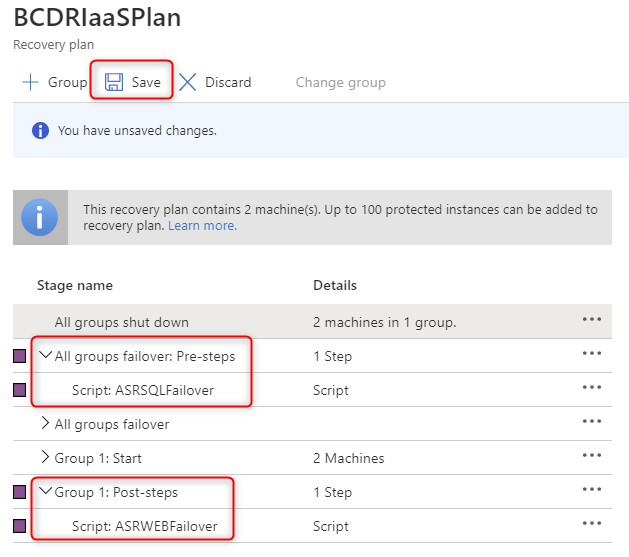 BCDRIaaSPlan
Recovery plan
Group Save Discard Change group
You have unsaved changes.
This recovery plan contains 2 machine(s). Up to 100 protected instances can be added to
recovery plan. Learn more.
Stage name Details
All groups shut down 2 machines in 1 group.
All groups failover: Pre-steps 1 Step
Script: ASRSQLFailover Script
All groups failover
Group 1: Start 2 Machines
Group 1: Post-steps 1 Step
Script: ASRWEBFailover Script